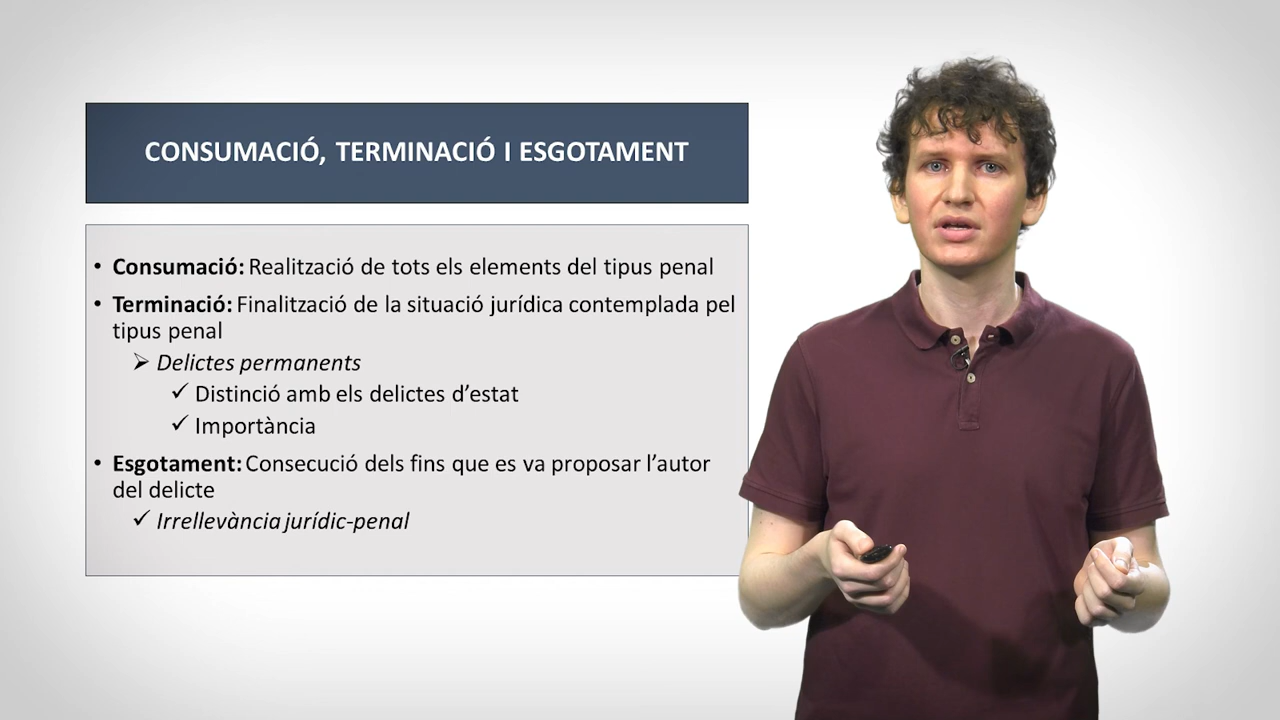 CONSUMACIÓ, TERMINACIÓ I ESGOTAMENT
• Consumació: Realització de tots els elements del tipus penal
• Terminació: Finalització de la situació jurídica contemplada pel
tipus penal
➢ Delictes permanents
✓ Distinció amb els delictes d’estat
✓ Importància
• Esgotament: Consecució dels fins que es va proposar l’autor
del delicte
✓ Irrellevància jurídic-penal